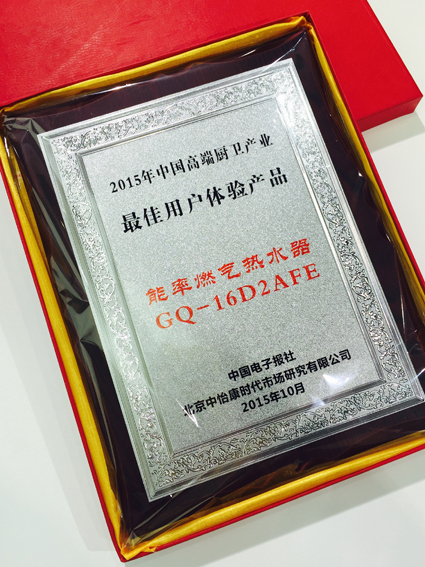 2015年中国高端厨卫产业
最佳用户体验产品
能率燃气热水器
GQ-16D2AFE
中国电子报社
北京中怡康时代市场研究有限公司
2015年10月